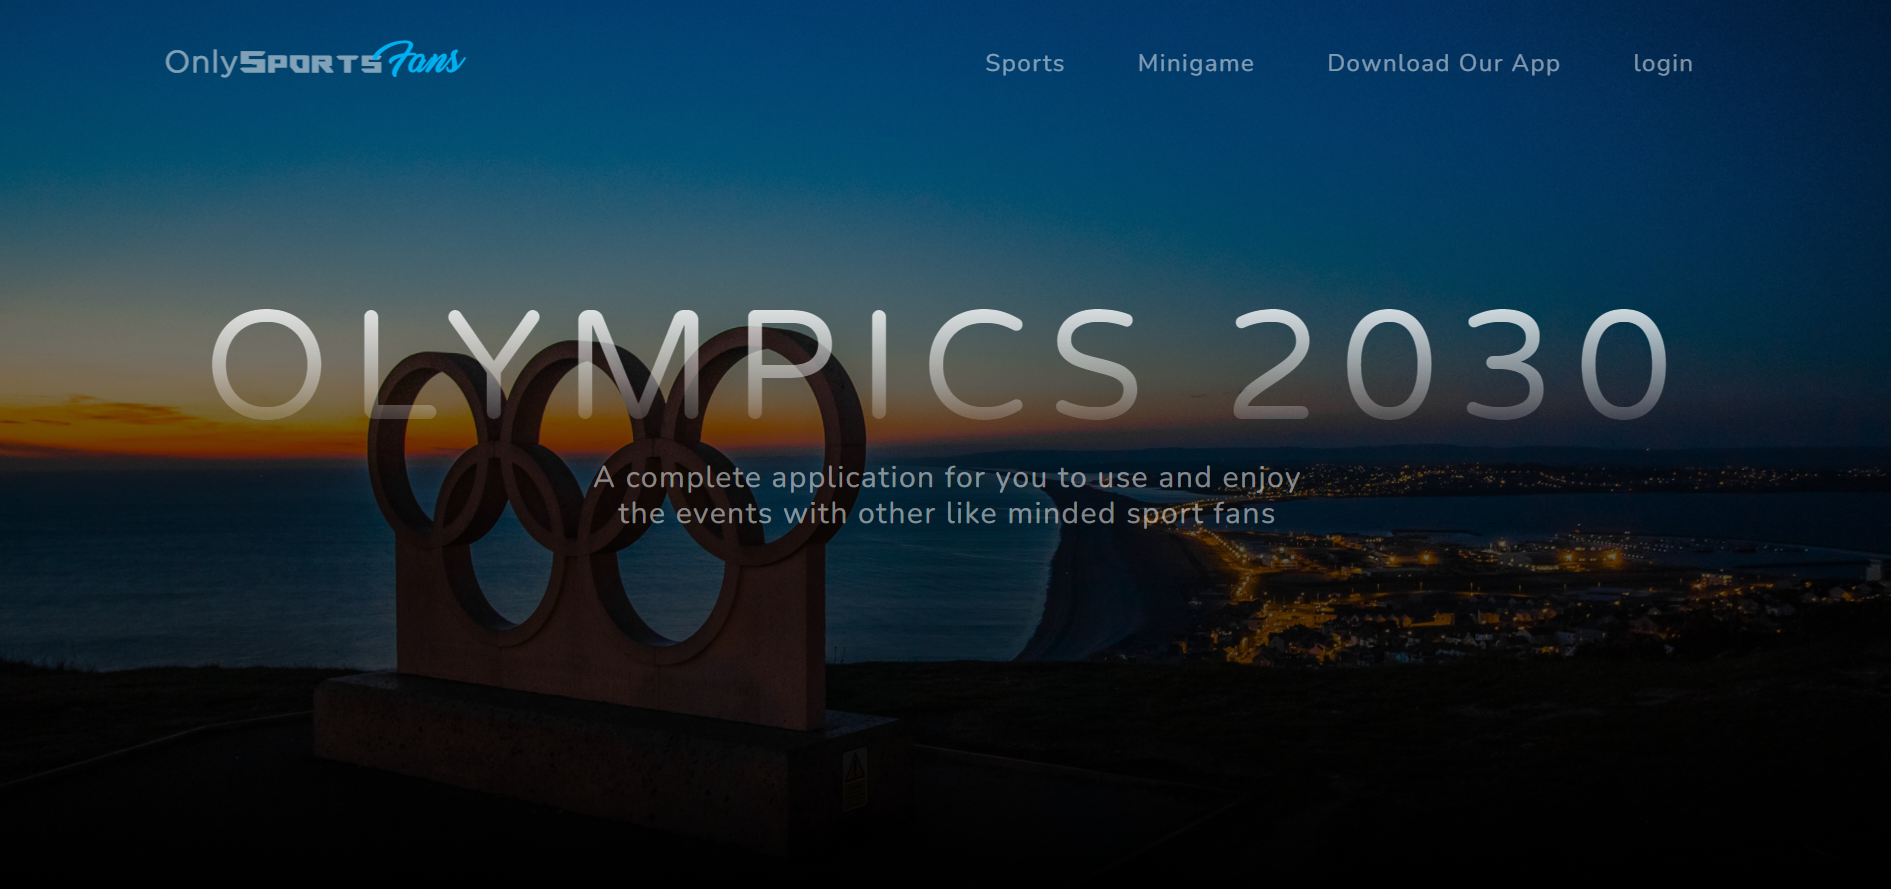 OnlySPORTSFans
Sports Minigame Download Our App login
OLYMPICS 2030
A complete application for you to use and enjoy
the events with other like minded sport fans